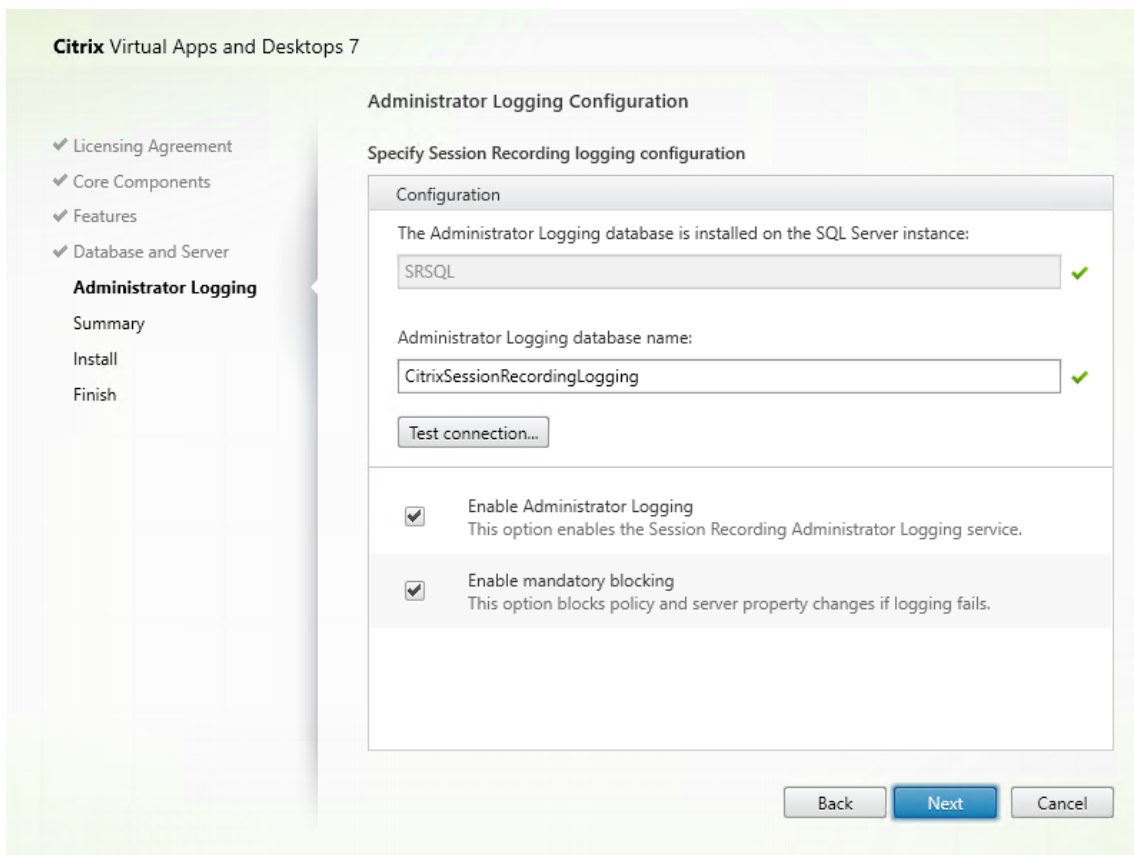 Citrix Virtual Apps and Desktops 7
Licensing Agreement
Core Components
Features
Database and Server
Administrator Logging
Summary
Install
Finish
Administrator Logging Configuration
Specify Session Recording logging configuration
Configuration
The Administrator Logging database is installed on the SQL Server instance:
SRSQL
Administrator Logging database name:
CitrixSessionRecordingLogging
Test connection...
Enable Administrator Logging
This option enables the Session Recording Administrator Logging service.
Enable mandatory blocking
This option blocks policy and server property changes if logging fails.
Back
Next
Cancel